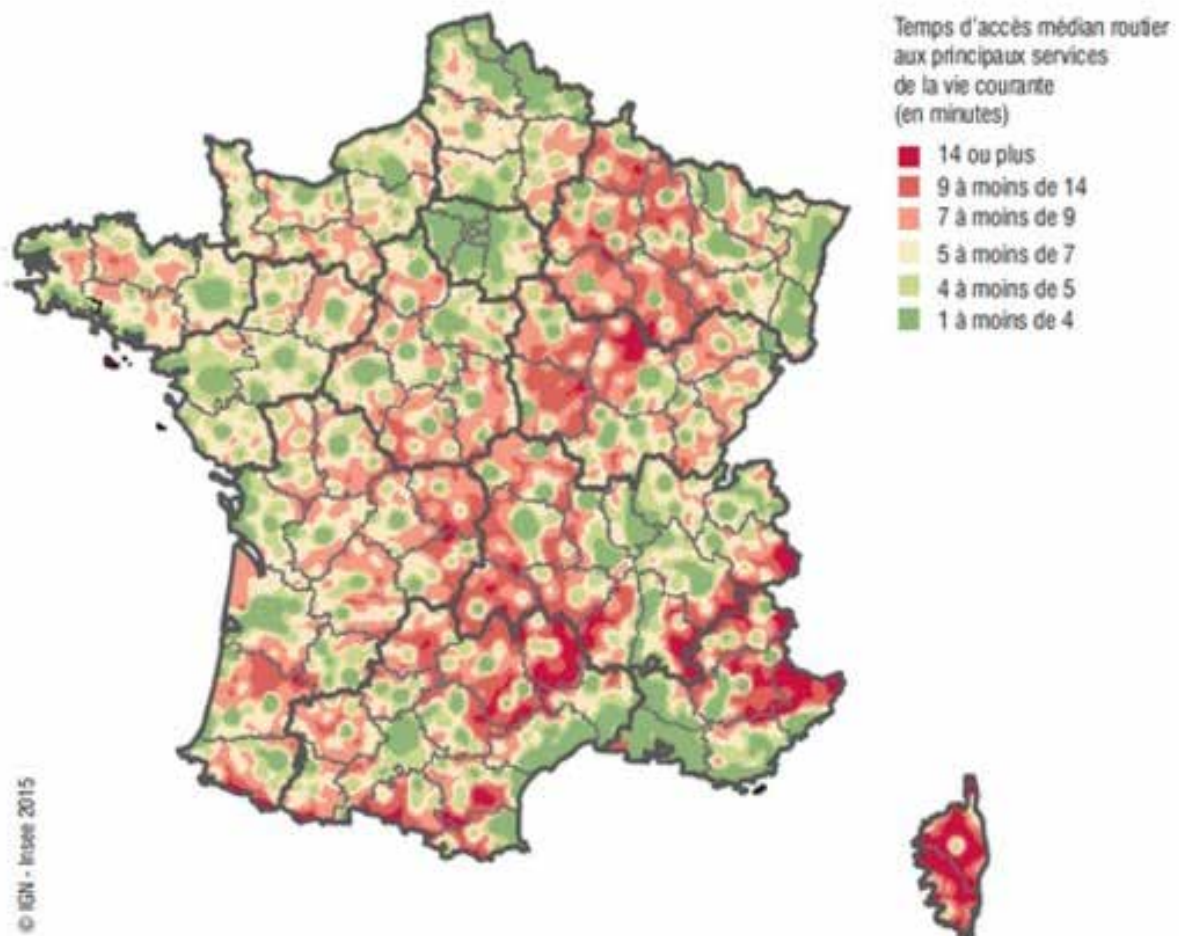 Temps d'accès médian routier
aux principaux services
de la vie courante
(en minutes)
14 ou plus
9 à moins de 14
7 à moins de 9
5 à moins de 7
4 à moins de 5
1 à moins de 4
© IGN - Insee 2015